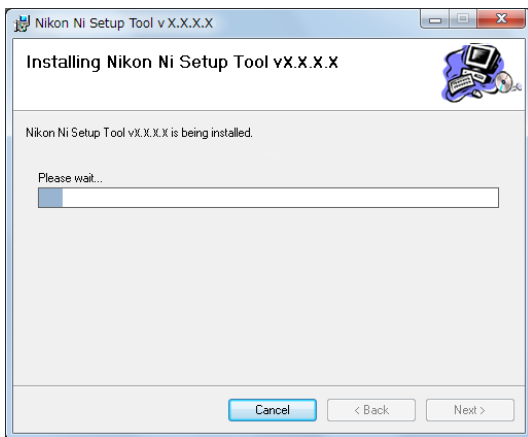 Nikon Ni Setup Tool v X.X.X.X
Installing Nikon Ni Setup Tool vX.X.X.X
Nikon Ni Setup Tool vX.X.X.X is being installed.
Please wait...
Cancel
< Back
Next >